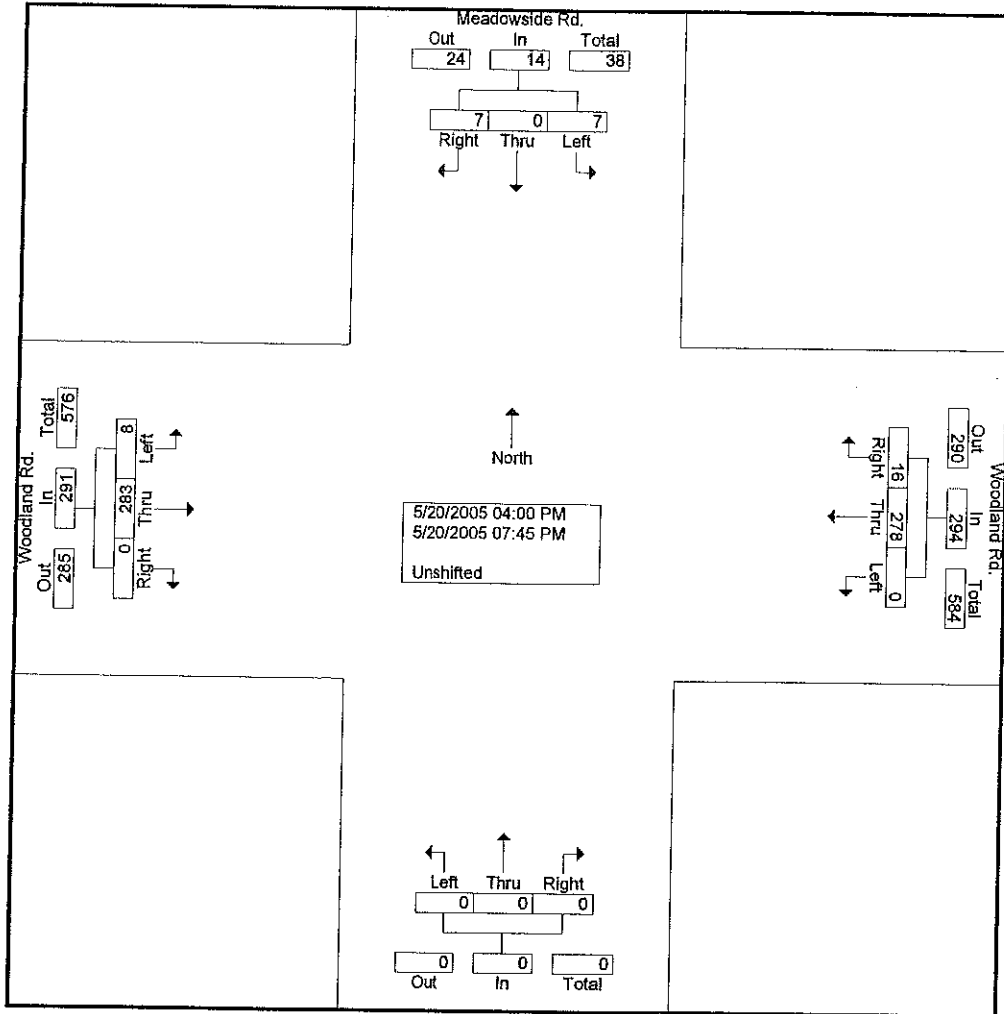 Meadowside Rd.
Out In Total
24 14 38
7 0 7
Right Thru Left
Woodland Rd.
Total In Out
576 291 285
8 283 0
Left Thru Right
North
5/20/2005 04:00 PM
5/20/2005 07:45 PM
Unshifted
Woodland Rd.
Out In Total
290 294 584
16 278 0
Right Thru Left
Left Thru Right
0 0 0
0 0 0
Out In Total